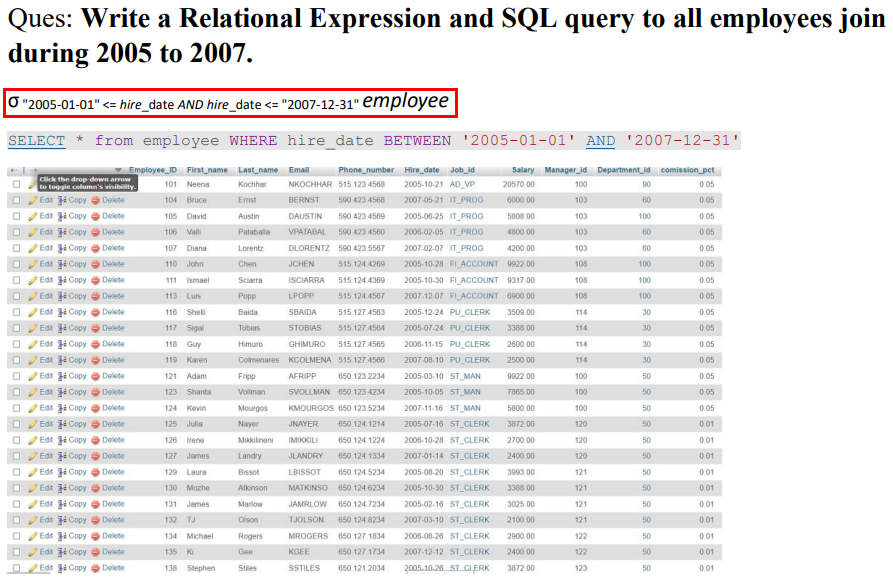 Ques: Write a Relational Expression and SQL query to all employees join
during 2005 to 2007.
σ "2005-01-01" <= hire_date AND hire_date <= "2007-12-31" employee
SELECT * from employee WHERE hire_date BETWEEN '2005-01-01' AND '2007-12-31'
Employee_ID First_name Last_name Email Phone_number Hire_date Job_id Salary Manager_id Department_id comission_pct
Click the drop-down arrow
to toggle column's visibility.
101 Neena Kochhar NKOCHHAR 515.123.4568 2005-10-21 AD_VP 20570.00 100 90 0.05
Edit Copy Delete 104 Bruce Ernst BERNST 590.423.4568 2007-05-21 IT_PROG 6000.00 103 60 0.05
Edit Copy Delete 105 David Austin DAUSTIN 590.423.4569 2005-06-25 IT_PROG 5808.00 103 100 0.05
Edit Copy Delete 106 Valli Pataballa VPATABAL 590.423.4560 2006-02-05 IT_PROG 4800.00 103 60 0.05
Edit Copy Delete 107 Diana Lorentz DLORENTZ 590.423.5567 2007-02-07 IT_PROG 4200.00 103 60 0.05
Edit Copy Delete 110 John Chen JCHEN 515.124.4269 2005-10-28 FI_ACCOUNT 9922.00 108 100 0.05
Edit Copy Delete 111 Ismael Sciarra ISCIARRA 515.124.4369 2005-10-30 FI_ACCOUNT 9317.00 108 100 0.05
Edit Copy Delete 113 Luis Popp LPOPP 515.124.4567 2007-12-07 FI_ACCOUNT 6900.00 108 100 0.05
Edit Copy Delete 116 Shelli Baida SBAIDA 515.127.4563 2005-12-24 PU_CLERK 3509.00 114 30 0.05
Edit Copy Delete 117 Sigal Tobias STOBIAS 515.127.4564 2005-07-24 PU_CLERK 3388.00 114 30 0.05
Edit Copy Delete 118 Guy Himuro GHIMURO 515.127.4565 2006-11-15 PU_CLERK 2600.00 114 30 0.05
Edit Copy Delete 119 Karen Colmenares KCOLMENA 515.127.4566 2007-08-10 PU_CLERK 2500.00 114 30 0.05
Edit Copy Delete 121 Adam Fripp AFRIPP 650.123.2234 2005-03-10 ST_MAN 9922.00 100 50 0.05
Edit Copy Delete 123 Shanta Vollman SVOLLMAN 650.123.4234 2005-10-05 ST_MAN 7865.00 100 50 0.05
Edit Copy Delete 124 Kevin Mourgos KMOURGOS 650.123.5234 2007-11-16 ST_MAN 5800.00 100 50 0.05
Edit Copy Delete 125 Julia Nayer JNAYER 650.124.1214 2005-07-16 ST_CLERK 3872.00 120 50 0.01
Edit Copy Delete 126 Irene Mikkilineni IMIKKILI 650.124.1224 2006-10-28 ST_CLERK 2700.00 120 50 0.01
Edit Copy Delete 127 James Landry JLANDRY 650.124.1334 2007-01-14 ST_CLERK 2400.00 120 50 0.01
Edit Copy Delete 129 Laura Bissot LBISSOT 650.124.5234 2005-08-20 ST_CLERK 3993.00 121 50 0.01
Edit Copy Delete 130 Mozhe Atkinson MATKINSO 650.124.6234 2005-10-30 ST_CLERK 3388.00 121 50 0.01
Edit Copy Delete 131 James Marlow JAMRLOW 650.124.7234 2005-02-16 ST_CLERK 3025.00 121 50 0.01
Edit Copy Delete 132 TJ Olson TJOLSON 650.124.8234 2007-03-10 ST_CLERK 2100.00 121 50 0.01
Edit Copy Delete 134 Michael Rogers MROGERS 650.127.1834 2006-08-26 ST_CLERK 2900.00 122 50 0.01
Edit Copy Delete 135 Ki Gee KGEE 650.127.1734 2007-12-12 ST_CLERK 2400.00 122 50 0.01
Edit Copy Delete 138 Stephen Stiles SSTILES 650.121.2034 2005-10-26 ST_CLERK 3872.00 123 50 0.01